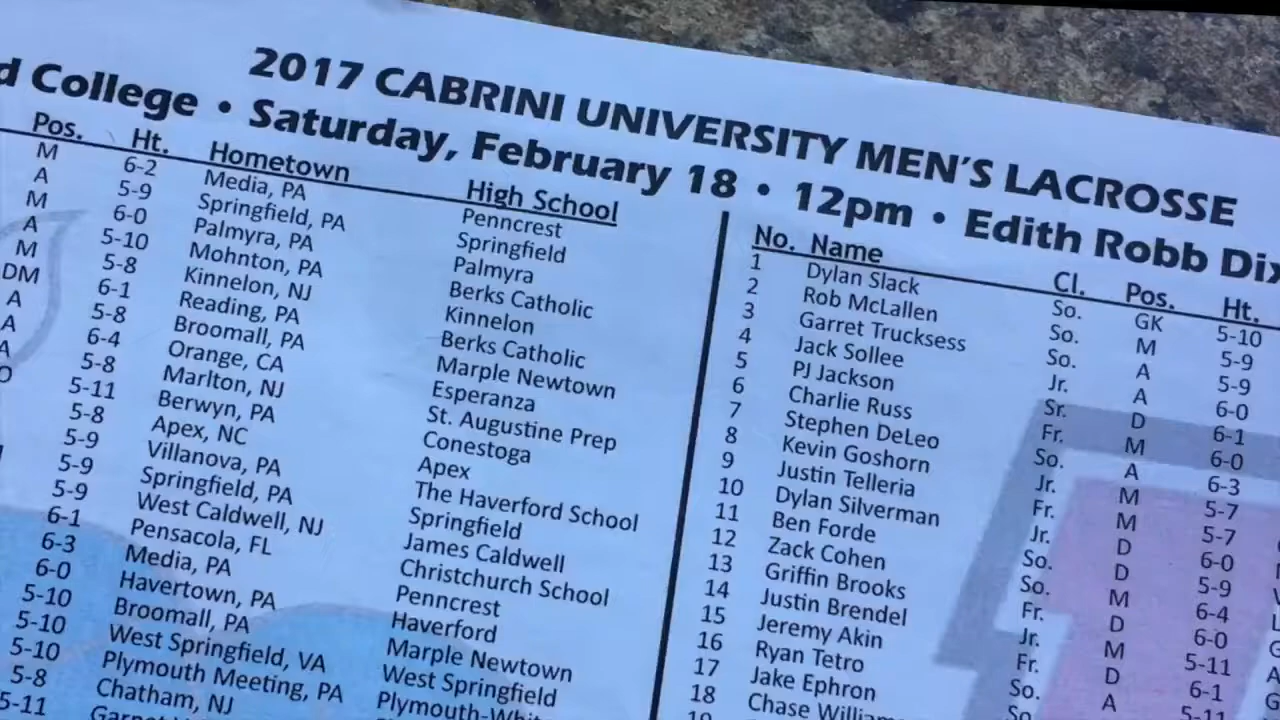 2017 CABRINI UNIVERSITY MEN'S LACROSSE
d College • Saturday, February 18 • 12pm • Edith Robb Dix
Pos. Ht. Hometown High School
M 6-2 Media, PA Penncrest
A 5-9 Springfield, PA Springfield
M 6-0 Palmyra, PA Palmyra
A 5-10 Mohnton, PA Berks Catholic
M 5-8 Kinnelon, NJ Kinnelon
DM 6-1 Reading, PA Berks Catholic
A 5-8 Broomall, PA Marple Newtown
A 6-4 Orange, CA Esperanza
A 5-8 Marlton, NJ St. Augustine Prep
O 5-11 Berwyn, PA Conestoga
5-8 Apex, NC Apex
5-9 Villanova, PA The Haverford School
5-9 Springfield, PA Springfield
5-9 West Caldwell, NJ James Caldwell
6-1 Pensacola, FL Christchurch School
6-3 Media, PA Penncrest
6-0 Havertown, PA Haverford
5-10 Broomall, PA Marple Newtown
5-10 West Springfield, VA West Springfield
5-10 Plymouth Meeting, PA Plymouth-Whit
5-8 Chatham, NJ
5-11 Garnet
No. Name Cl. Pos. Ht.
1 Dylan Slack So. GK 5-10
2 Rob McLallen So. M 5-9
3 Garret Trucksess So. A 5-9
4 Jack Sollee Jr. A 6-0
5 PJ Jackson Sr. D 6-1
6 Charlie Russ Fr. M 6-0
7 Stephen DeLeo So. A 6-3
8 Kevin Goshorn Jr. M 5-7
9 Justin Telleria Fr. M 5-7
10 Dylan Silverman Jr. D 6-0
11 Ben Forde So. D 5-9
12 Zack Cohen So. M 6-4
13 Griffin Brooks Fr. D 6-0
14 Justin Brendel Jr. M 5-11
15 Jeremy Akin Fr. D 6-1
16 Ryan Tetro So. A 5-11
17 Jake Ephron So.
18 Chase Williams
19